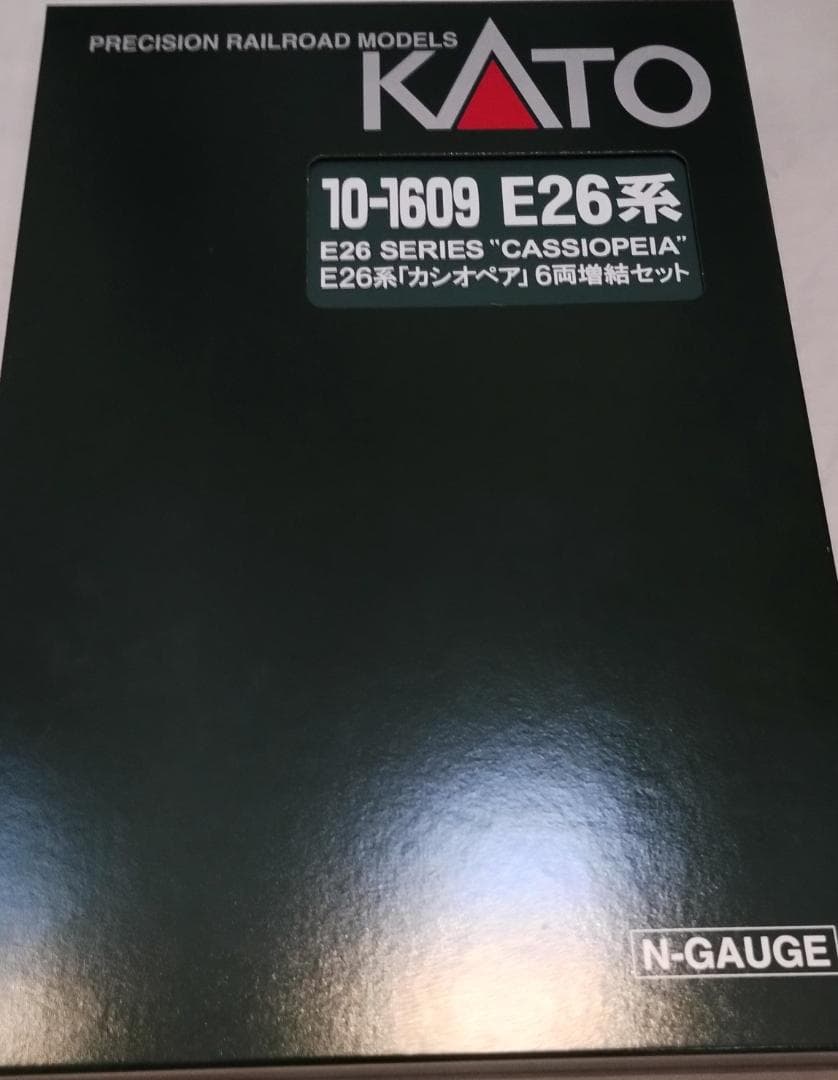 PRECISION RAILROAD MODELS
KATO
10-1609 E26系
E26 SERIES "CASSIOPEIA"
E26系「カシオペア」6両増結セット
N-GAUGE